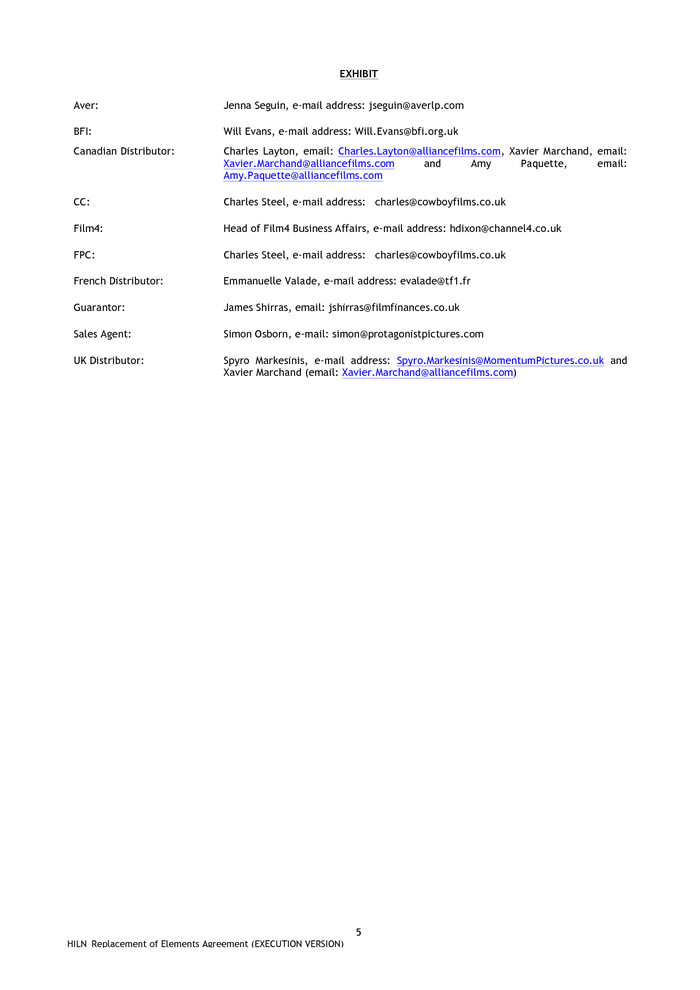 EXHIBIT
Aver: Jenna Seguin, e-mail address: jseguin@averlp.com
BFI: Will Evans, e-mail address: Will.Evans@bfi.org.uk
Canadian Distributor: Charles Layton, email: Charles.Layton@alliancefilms.com, Xavier Marchand, email:
Xavier.Marchand@alliancefilms.com and Amy Paquette, email:
Amy.Paquette@alliancefilms.com
CC: Charles Steel, e-mail address: charles@cowboyfilms.co.uk
Film4: Head of Film4 Business Affairs, e-mail address: hdixon@channel4.co.uk
FPC: Charles Steel, e-mail address: charles@cowboyfilms.co.uk
French Distributor: Emmanuelle Valade, e-mail address: evalade@tf1.fr
Guarantor: James Shirras, email: jshirras@filmfinances.co.uk
Sales Agent: Simon Osborn, e-mail: simon@protagonistpictures.com
UK Distributor: Spyro Markesinis, e-mail address: Spyro.Markesinis@MomentumPictures.co.uk and
Xavier Marchand (email: Xavier.Marchand@alliancefilms.com)
5
HILN Replacement of Elements Agreement (EXECUTION VERSION)